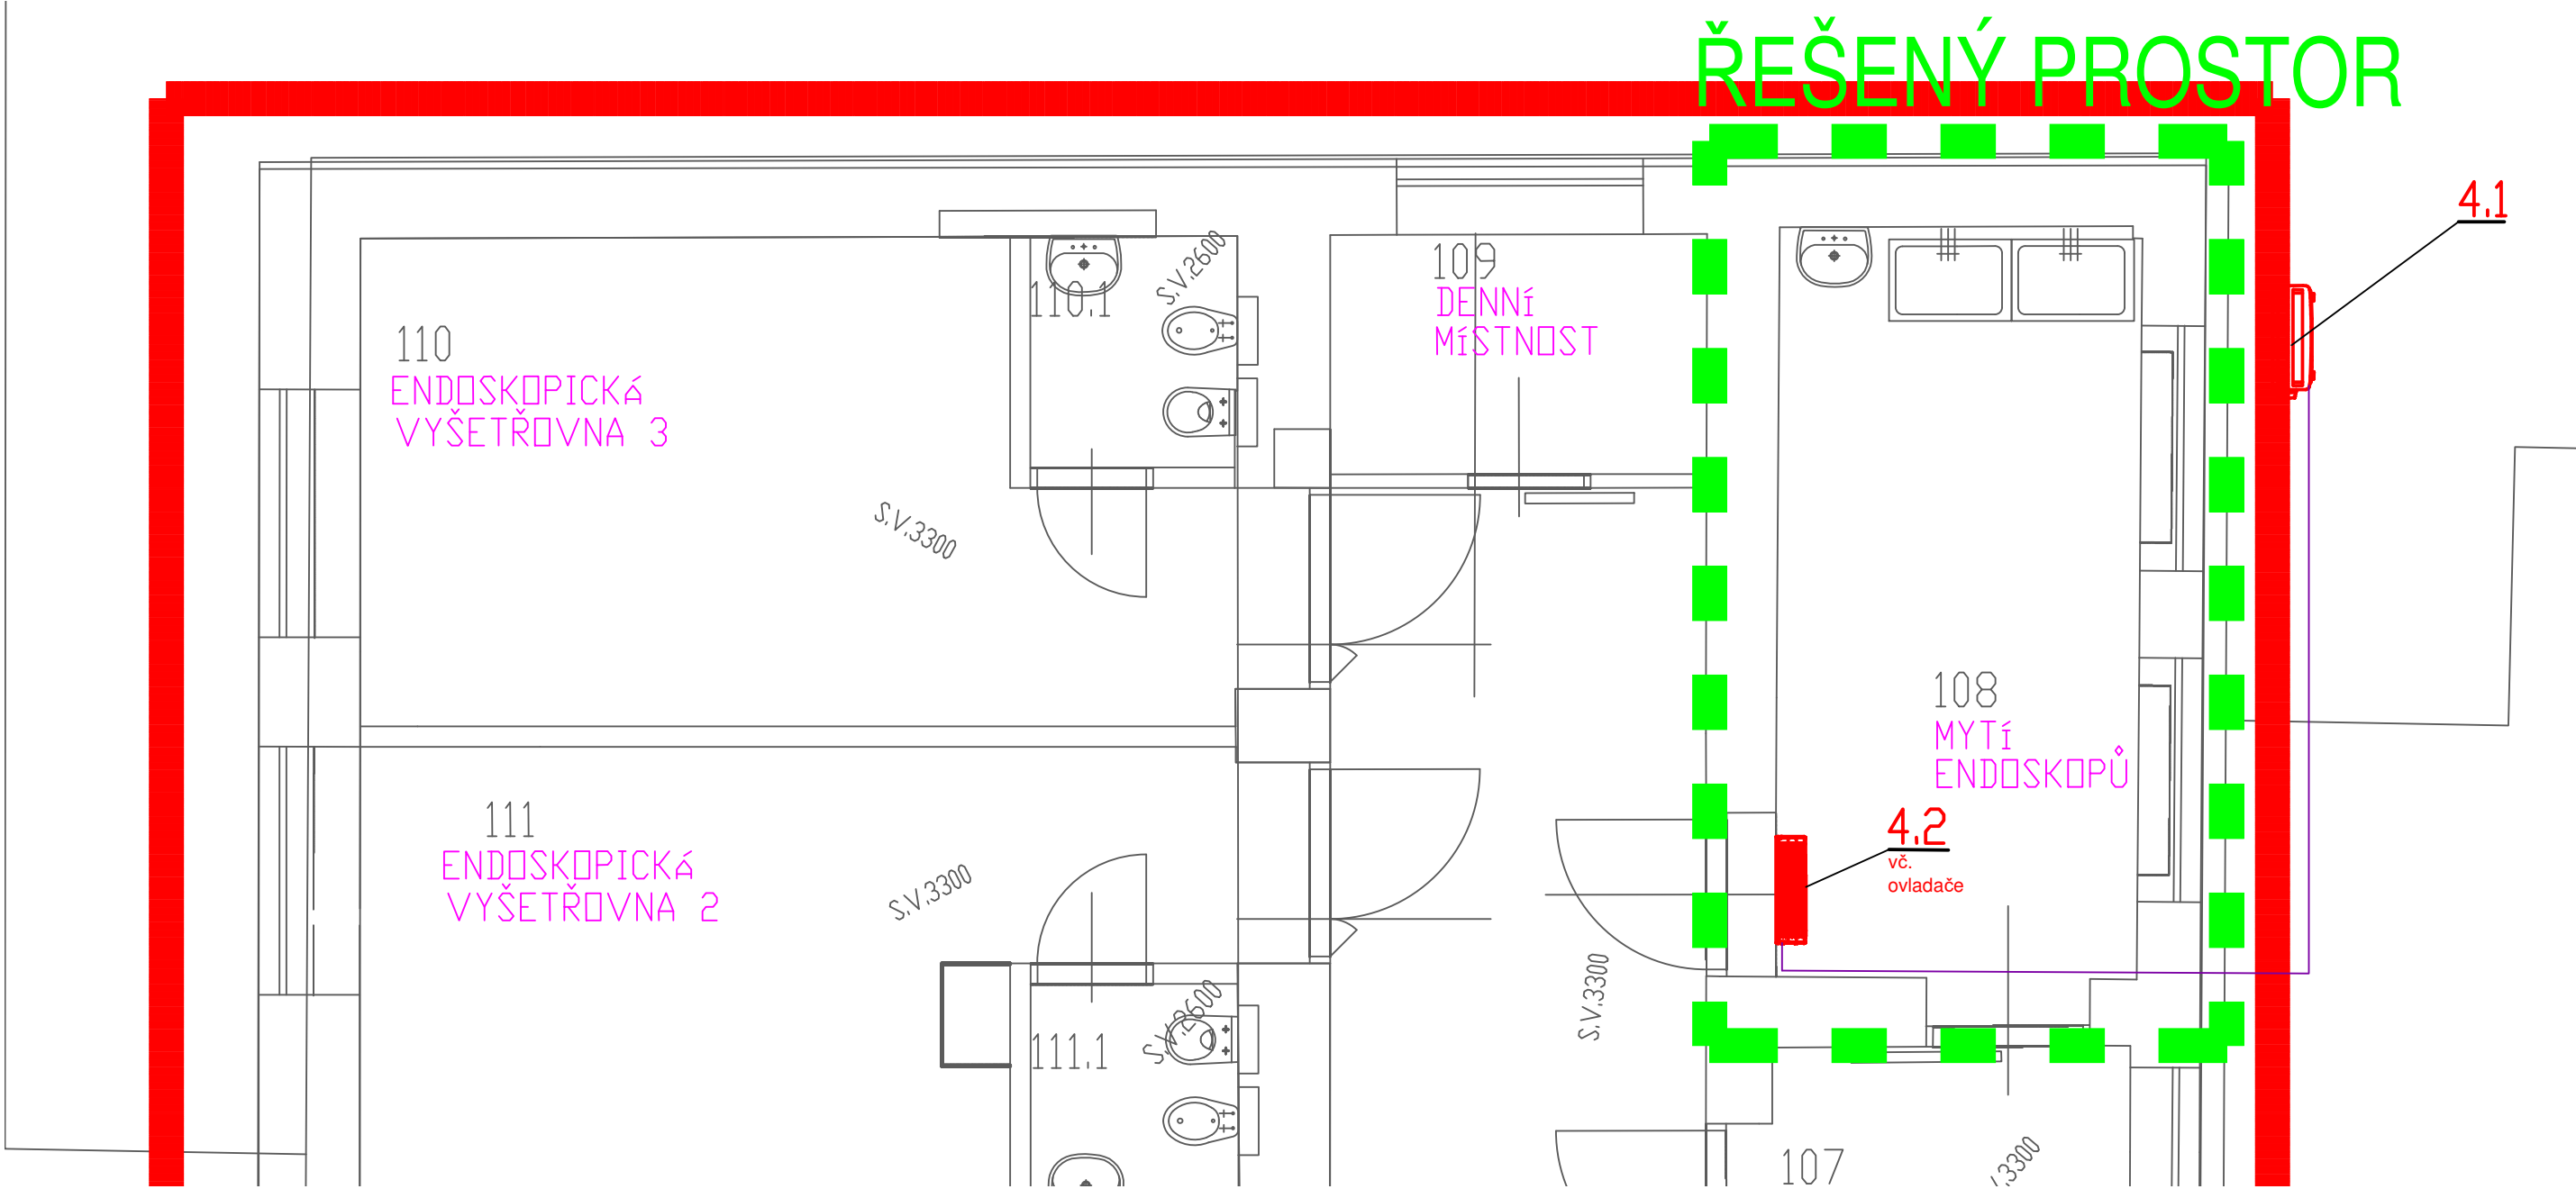 ŘEŠENÝ PROSTOR
4.1
110
ENDOSKOPICKÁ
VYŠETŘOVNA 3
110.1
S.V.2600
109
DENNÍ
MÍSTNOST
S.V.3300
108
MYTÍ
ENDOSKOPŮ
4.2
vč.
ovladače
111
ENDOSKOPICKÁ
VYŠETŘOVNA 2
S.V.3300
S.V.3300
111.1
S.V.2600
107
.3300